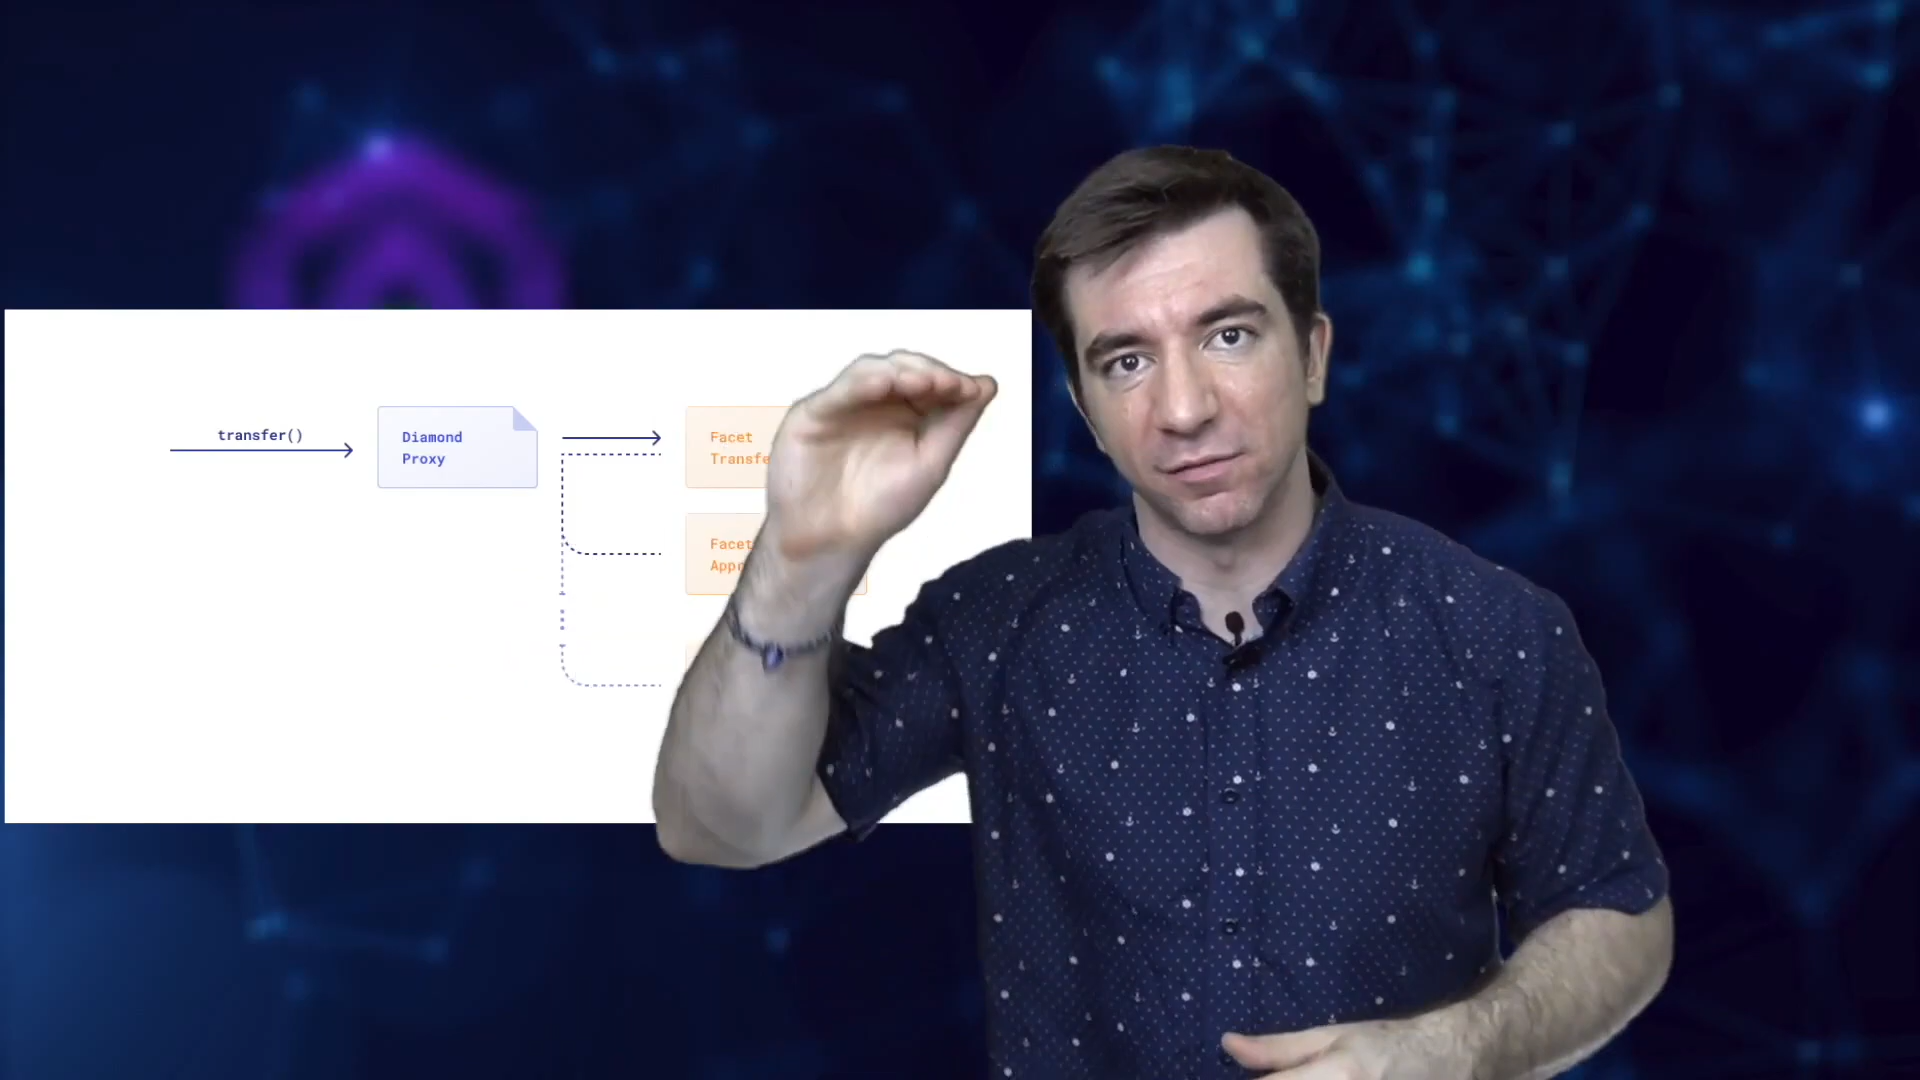 transfer()
Diamond
Proxy
Facet
Facet